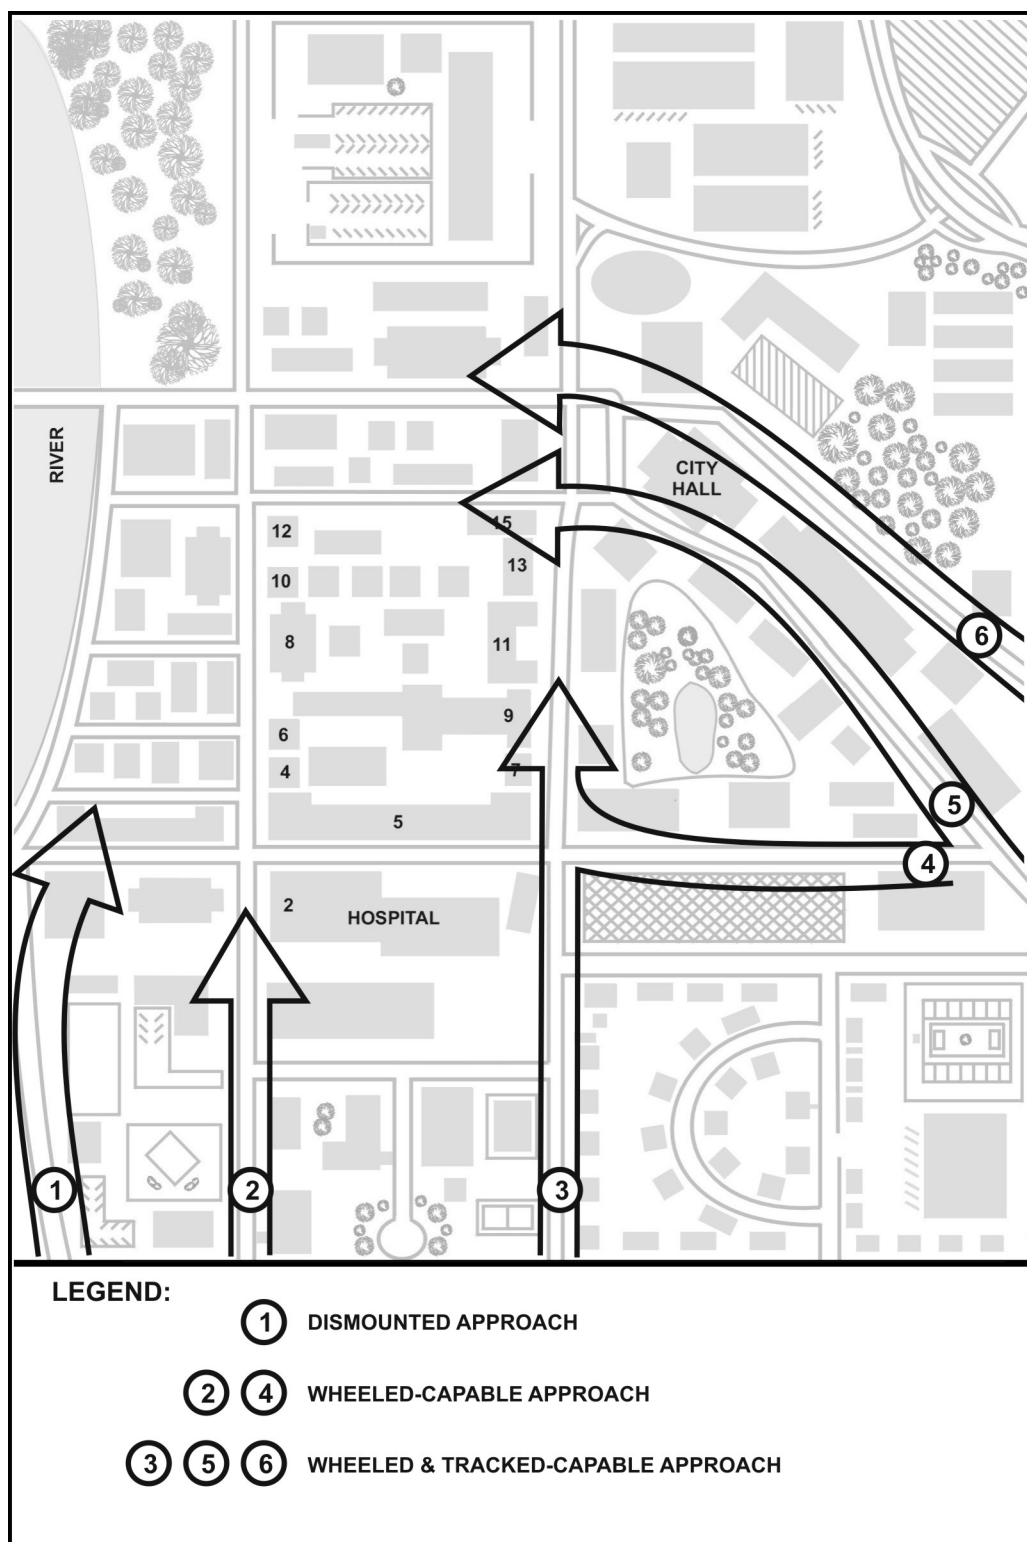 RIVER
CITY
HALL
12
15
10
13
8
11
6
9
4
7
5
2
HOSPITAL
6
5
4
1
2
3
LEGEND:
1 DISMOUNTED APPROACH
2 4 WHEELED-CAPABLE APPROACH
3 5 6 WHEELED & TRACKED-CAPABLE APPROACH